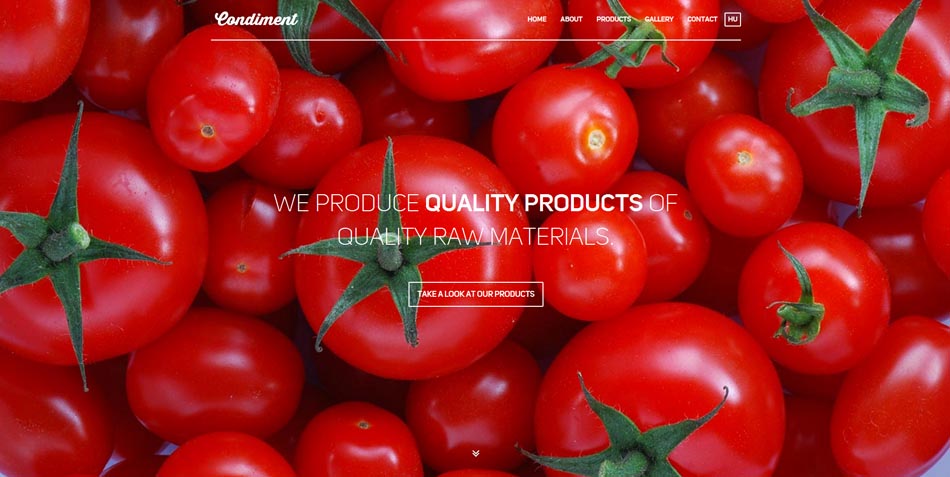 Condiment
HOME ABOUT PRODUCTS GALLERY CONTACT HU
WE PRODUCE QUALITY PRODUCTS OF
QUALITY RAW MATERIALS.
TAKE A LOOK AT OUR PRODUCTS